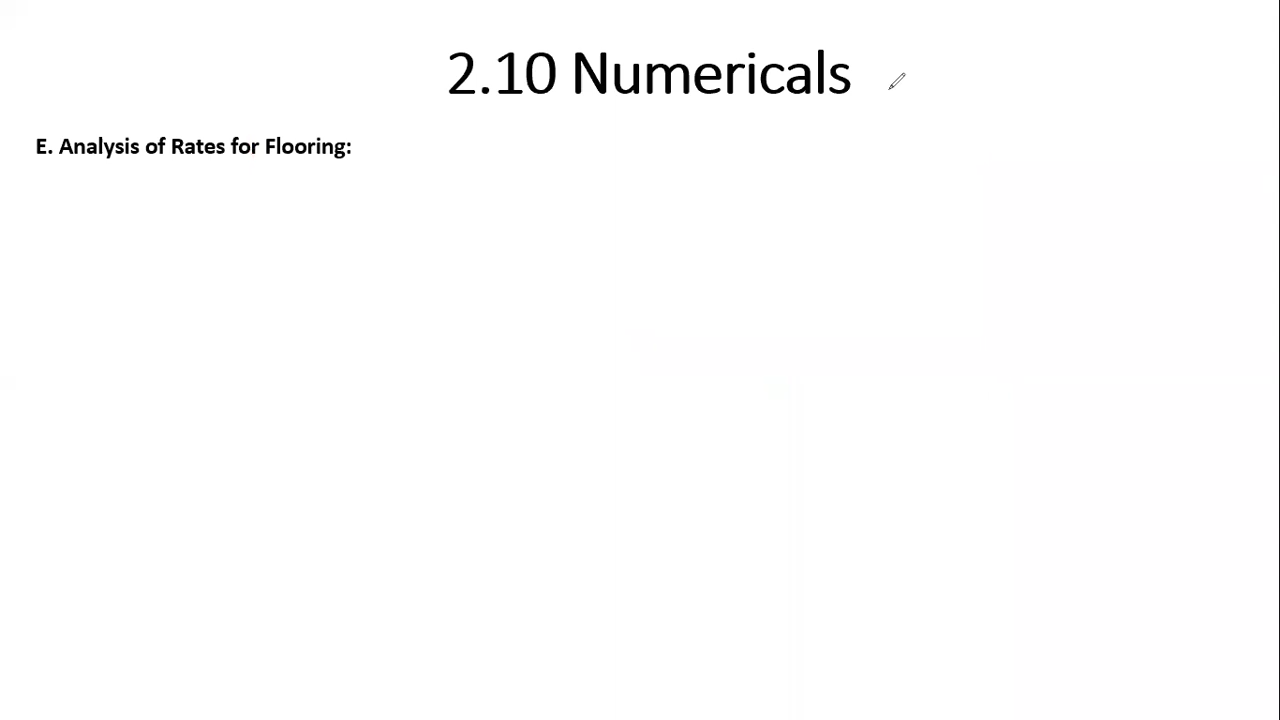 2.10 Numericals
E. Analysis of Rates for Flooring: